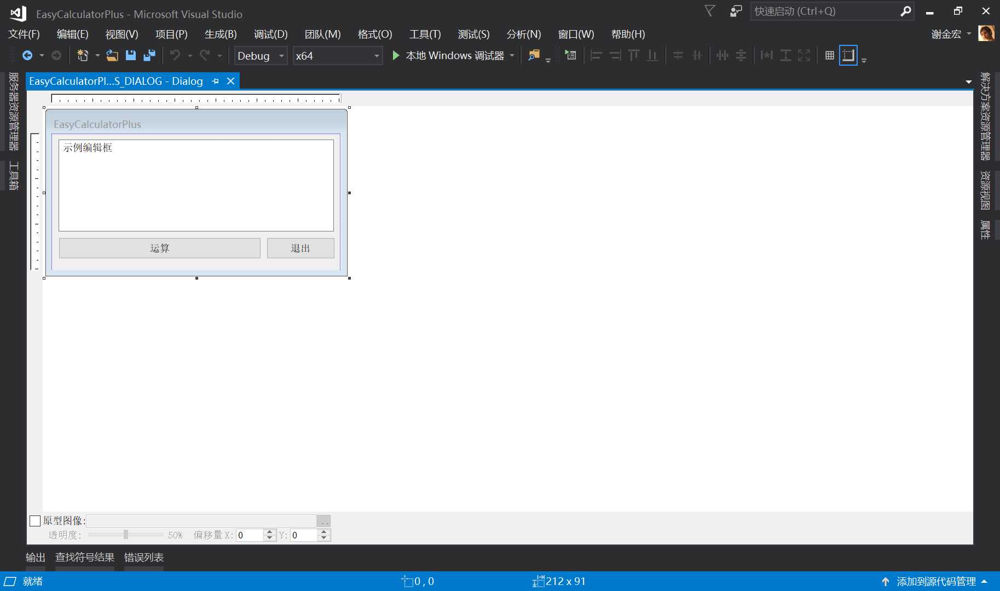 EasyCalculatorPlus - Microsoft Visual Studio
快速启动 (Ctrl+Q)
文件(F) 编辑(E) 视图(V) 项目(P) 生成(B) 调试(D) 团队(M) 格式(O) 工具(T) 测试(S) 分析(N) 窗口(W) 帮助(H)
谢金宏
Debug x64 本地 Windows 调试器
服务器资源管理器
工具箱
EasyCalculatorPl...S_DIALOG - Dialog
EasyCalculatorPlus
示例编辑框
运算 退出
原型图像: ..
透明度: 50% 偏移量 X: 0 Y: 0
解决方案资源管理器
资源视图
属性
输出 查找符号结果 错误列表
就绪 0 , 0 212 x 91 添加到源代码管理